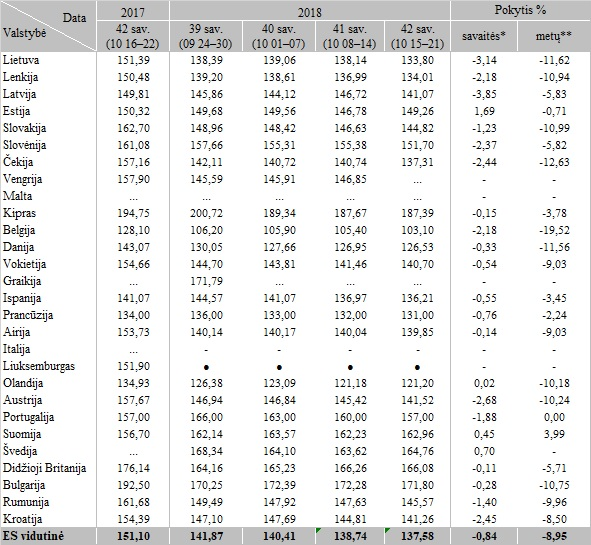 Data 2017 2018 Pokytis %
Valstybė 42 sav. (10 16–22) 39 sav. (09 24–30) 40 sav. (10 01–07) 41 sav. (10 08–14) 42 sav. (10 15–21) savaitės* metų**
Lietuva 151,39 138,39 139,06 138,14 133,80 -3,14 -11,62
Lenkija 150,48 139,20 138,61 136,99 134,01 -2,18 -10,94
Latvija 149,81 145,86 144,12 146,72 141,07 -3,85 -5,83
Estija 150,32 149,68 149,56 146,78 149,26 1,69 -0,71
Slovakija 162,70 148,96 148,42 146,63 144,82 -1,23 -10,99
Slovėnija 161,08 157,66 155,31 155,38 151,70 -2,37 -5,82
Čekija 157,16 142,11 140,72 140,74 137,31 -2,44 -12,63
Vengrija 157,90 145,59 145,91 146,85 ... - -
Malta ... ... ... ... ... - -
Kipras 194,75 200,72 189,34 187,67 187,39 -0,15 -3,78
Belgija 128,10 106,20 105,90 105,40 103,10 -2,18 -19,52
Danija 143,07 130,05 127,66 126,95 126,53 -0,33 -11,56
Vokietija 154,66 144,70 143,81 141,46 140,70 -0,54 -9,03
Graikija ... 171,79 ... ... ... - -
Ispanija 141,07 144,57 141,07 136,97 136,21 -0,55 -3,45
Prancūzija 134,00 136,00 133,00 132,00 131,00 -0,76 -2,24
Airija 153,73 140,14 140,17 140,04 139,85 -0,14 -9,03
Italija ... - - - - - -
Liuksemburgas 151,90 ● ● ● ● - -
Olandija 134,93 126,38 123,09 121,18 121,20 0,02 -10,18
Austrija 157,67 146,94 146,84 145,42 141,52 -2,68 -10,24
Portugalija 157,00 166,00 163,00 160,00 157,00 -1,88 0,00
Suomija 156,70 162,14 163,57 162,23 162,96 0,45 3,99
Švedija ... 168,34 164,10 163,62 164,76 0,70 -
Didžioji Britanija 176,14 164,16 165,23 166,26 166,08 -0,11 -5,71
Bulgarija 192,50 170,25 172,39 172,28 171,80 -0,28 -10,75
Rumunija 161,68 149,49 147,92 147,63 145,57 -1,40 -9,96
Kroatija 154,39 147,10 147,69 144,81 141,26 -2,45 -8,50
ES vidutinė 151,10 141,87 140,41 138,74 137,58 -0,84 -8,95